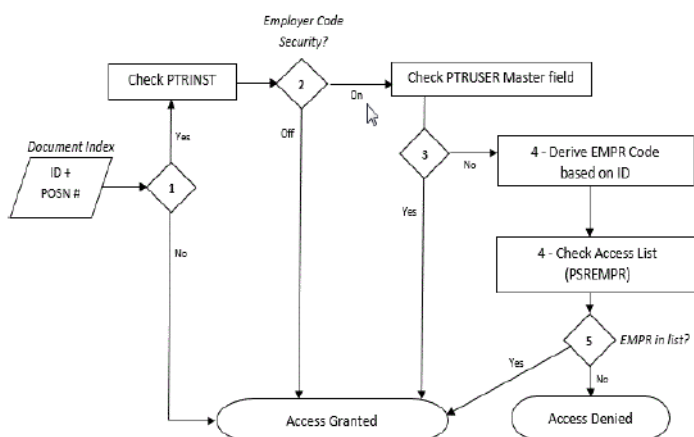 Employer Code
Security?
Check PTRINST
2
On
Check PTRUSER Master field
Off
Yes
Document Index
ID +
POSN #
1
3
No
4 - Derive EMPR Code
based on ID
Yes
No
4 - Check Access List
(PSREMPR)
5
EMPR in list?
Yes
No
Access Granted
Access Denied